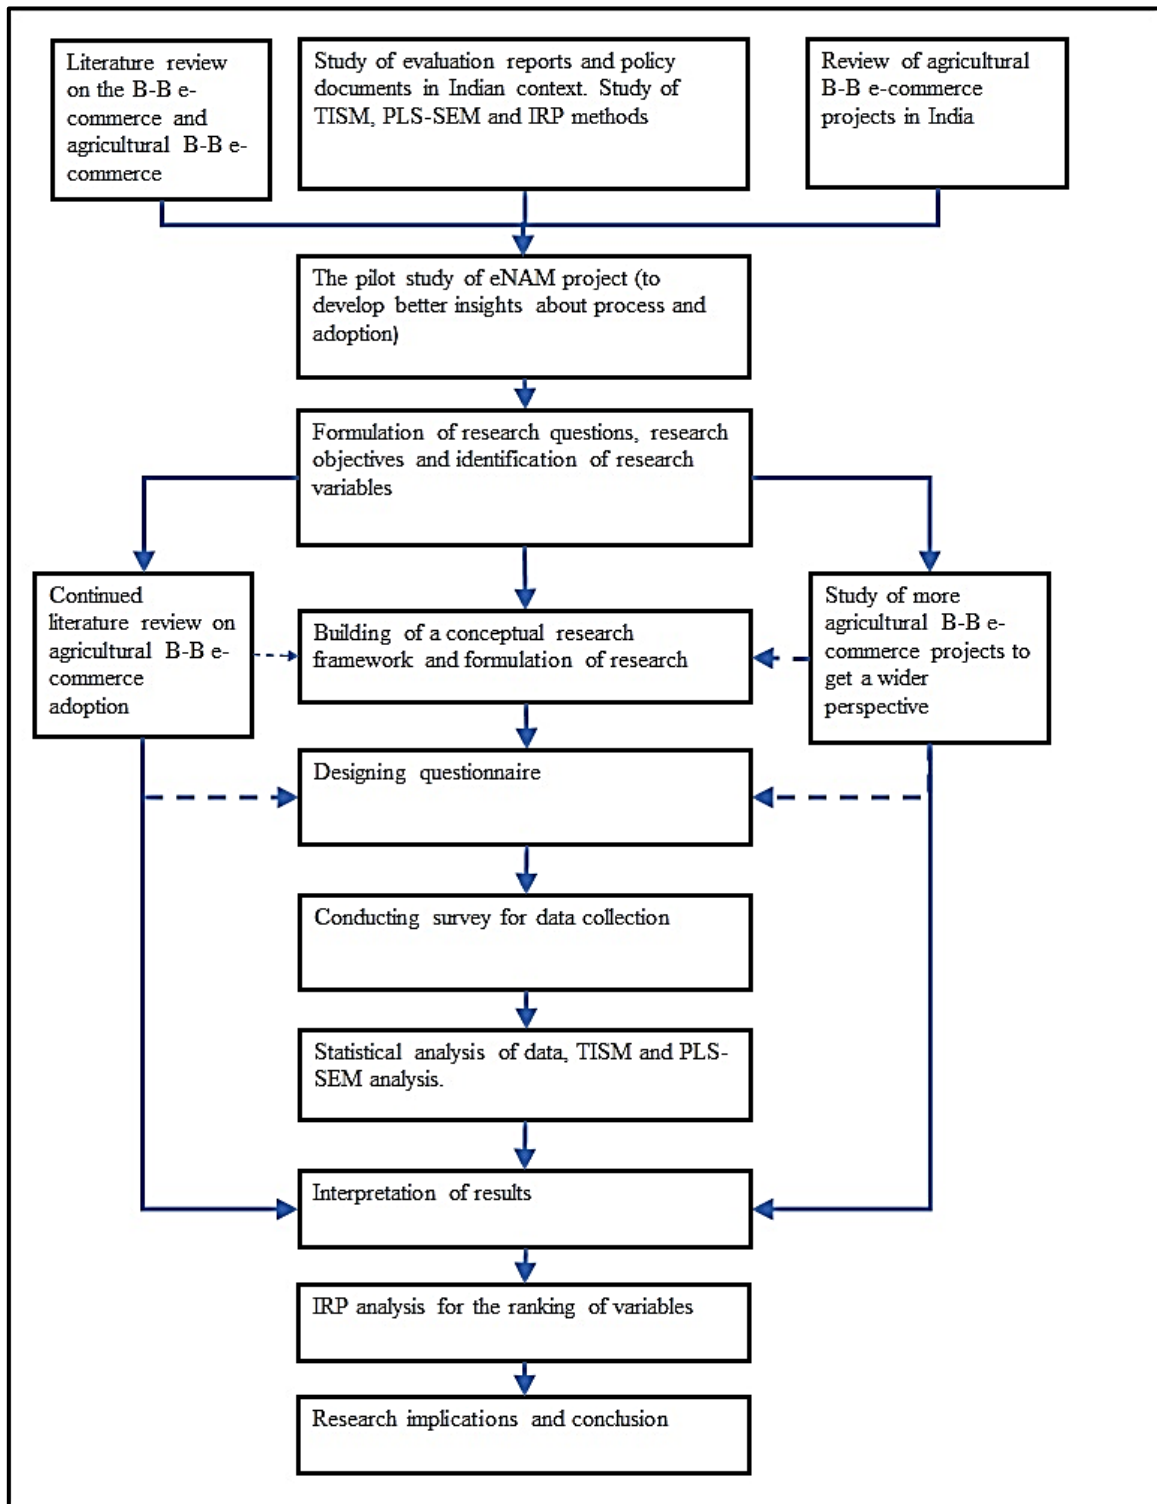 Literature review
on the B-B e-
commerce and
agricultural B-B e-
commerce
Study of evaluation reports and policy
documents in Indian context. Study of
TISM, PLS-SEM and IRP methods
Review of agricultural
B-B e-commerce
projects in India
The pilot study of eNAM project (to
develop better insights about process and
adoption)
Formulation of research questions, research
objectives and identification of research
variables
Continued
literature review on
agricultural B-B e-
commerce
adoption
Building of a conceptual research
framework and formulation of research
Study of more
agricultural B-B e-
commerce projects to
get a wider
perspective
Designing questionnaire
Conducting survey for data collection
Statistical analysis of data, TISM and PLS-
SEM analysis.
Interpretation of results
IRP analysis for the ranking of variables
Research implications and conclusion